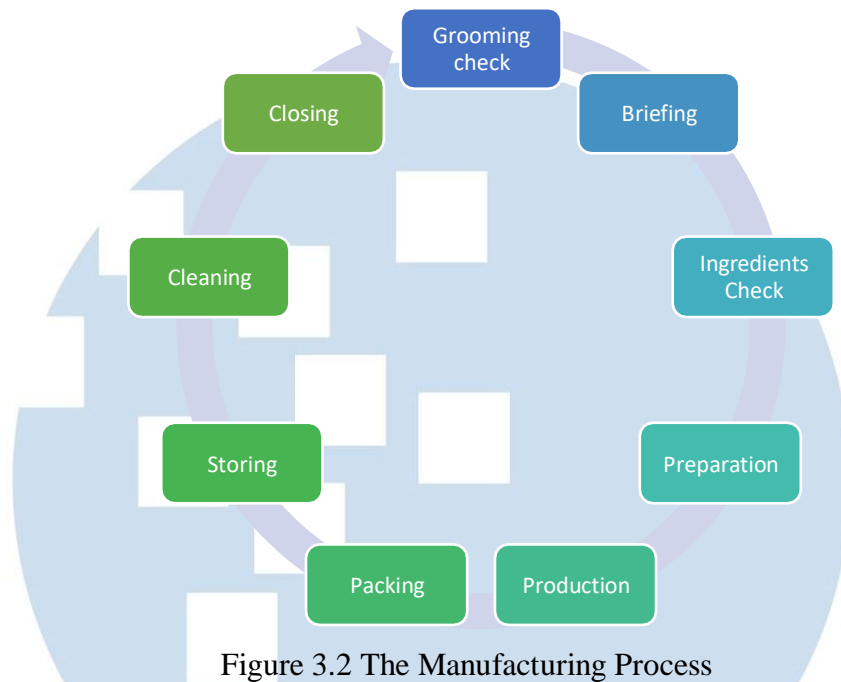 Grooming
check
Briefing
Ingredients
Check
Preparation
Production
Packing
Storing
Cleaning
Closing
Figure 3.2 The Manufacturing Process